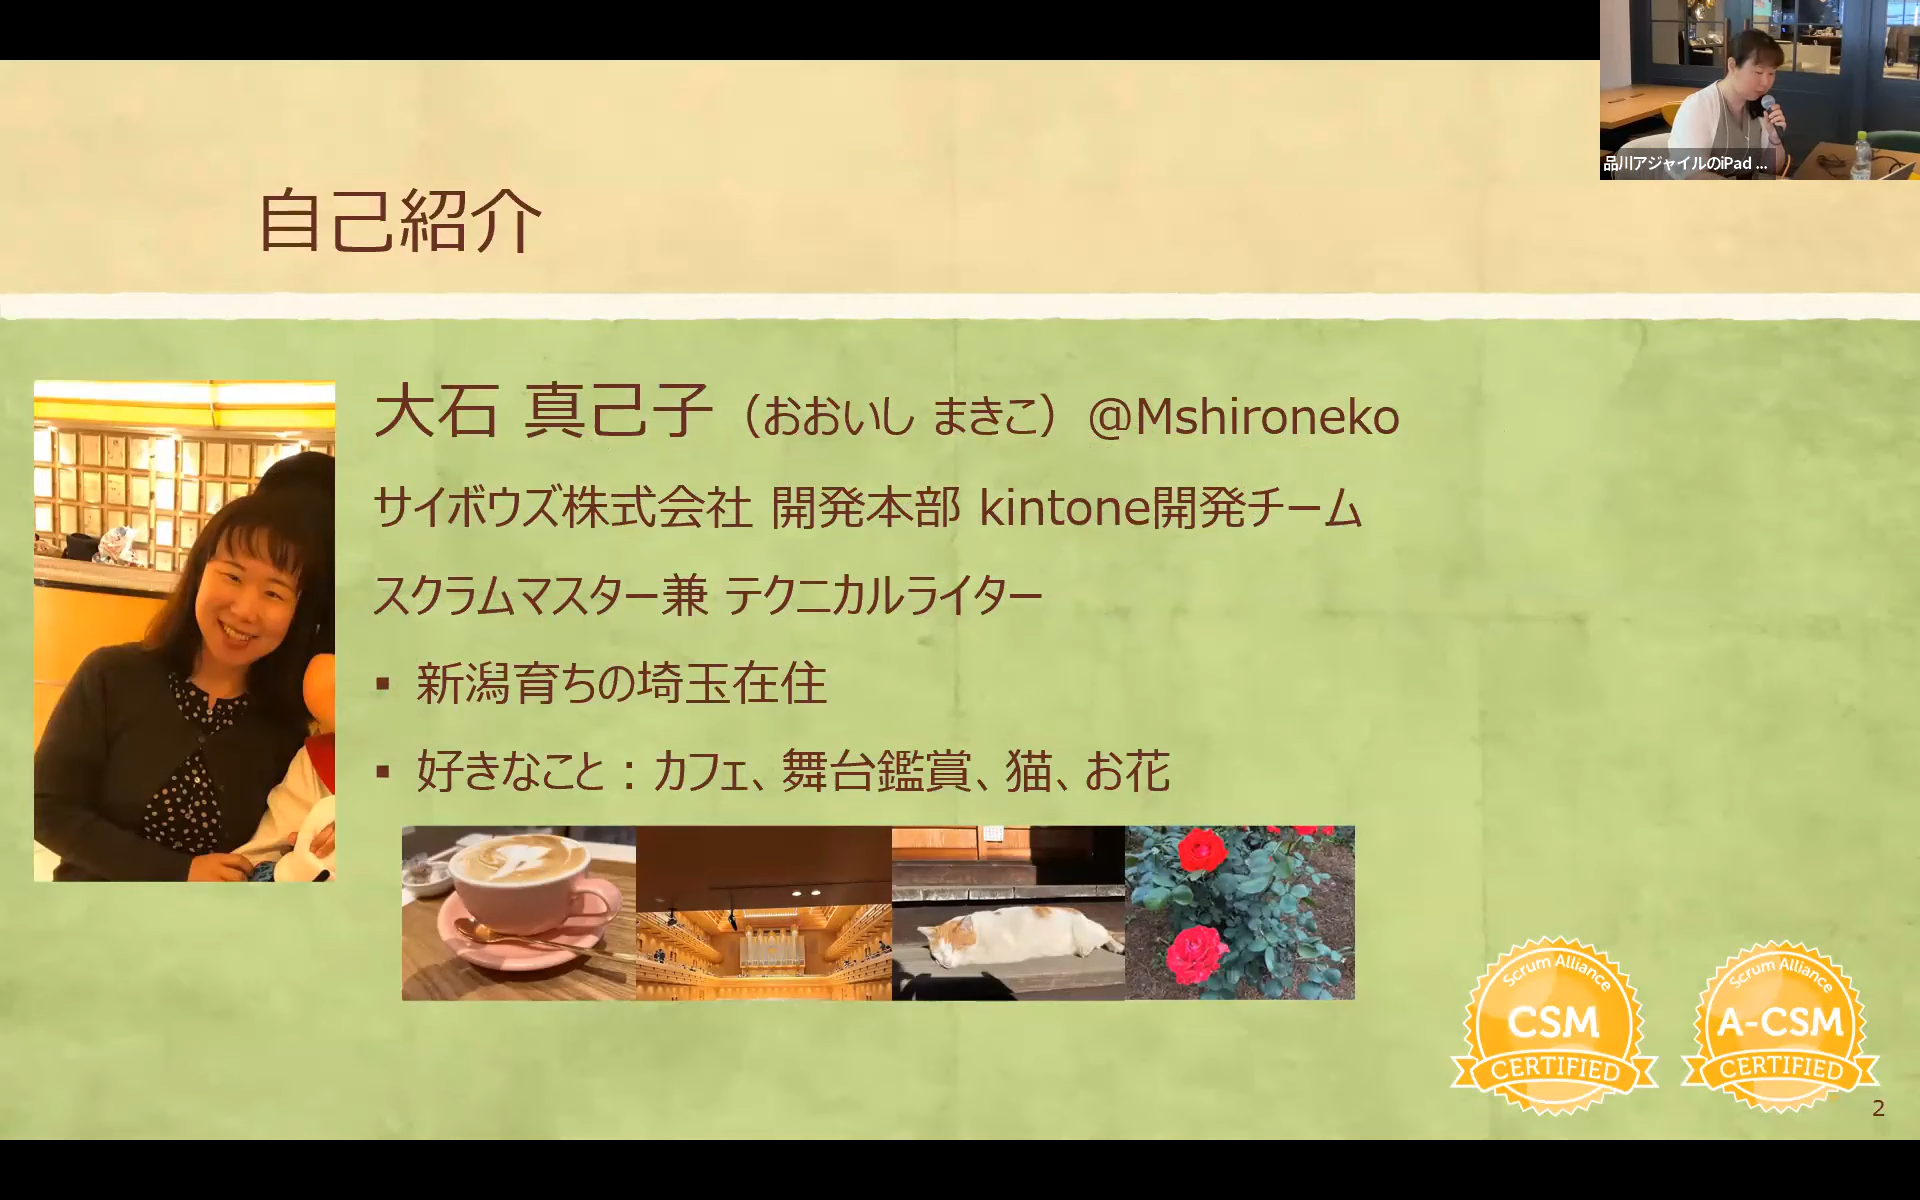 品川アジャイルのiPad ...
自己紹介
大石 真己子（おおいし まきこ）@Mshironeko
サイボウズ株式会社 開発本部 kintone開発チーム
スクラムマスター兼 テクニカルライター
▪ 新潟育ちの埼玉在住
▪ 好きなこと：カフェ、舞台鑑賞、猫、お花
Scrum Alliance
CSM
CERTIFIED
Scrum Alliance
A-CSM
CERTIFIED
2